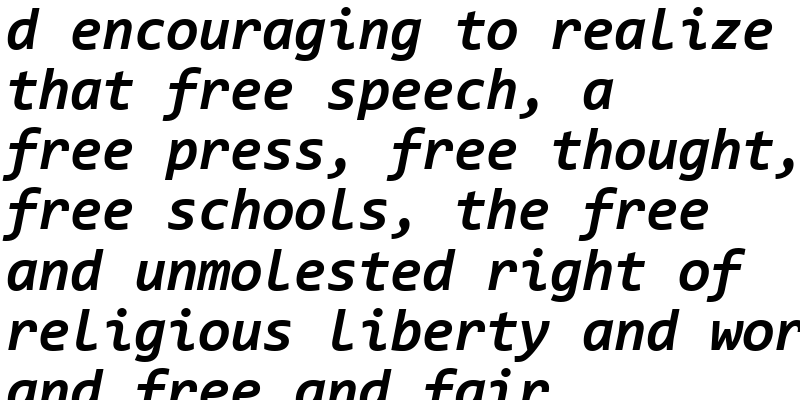 d encouraging to realize
that free speech, a
free press, free thought,
free schools, the free
and unmolested right of
religious liberty and wor
and free and fair